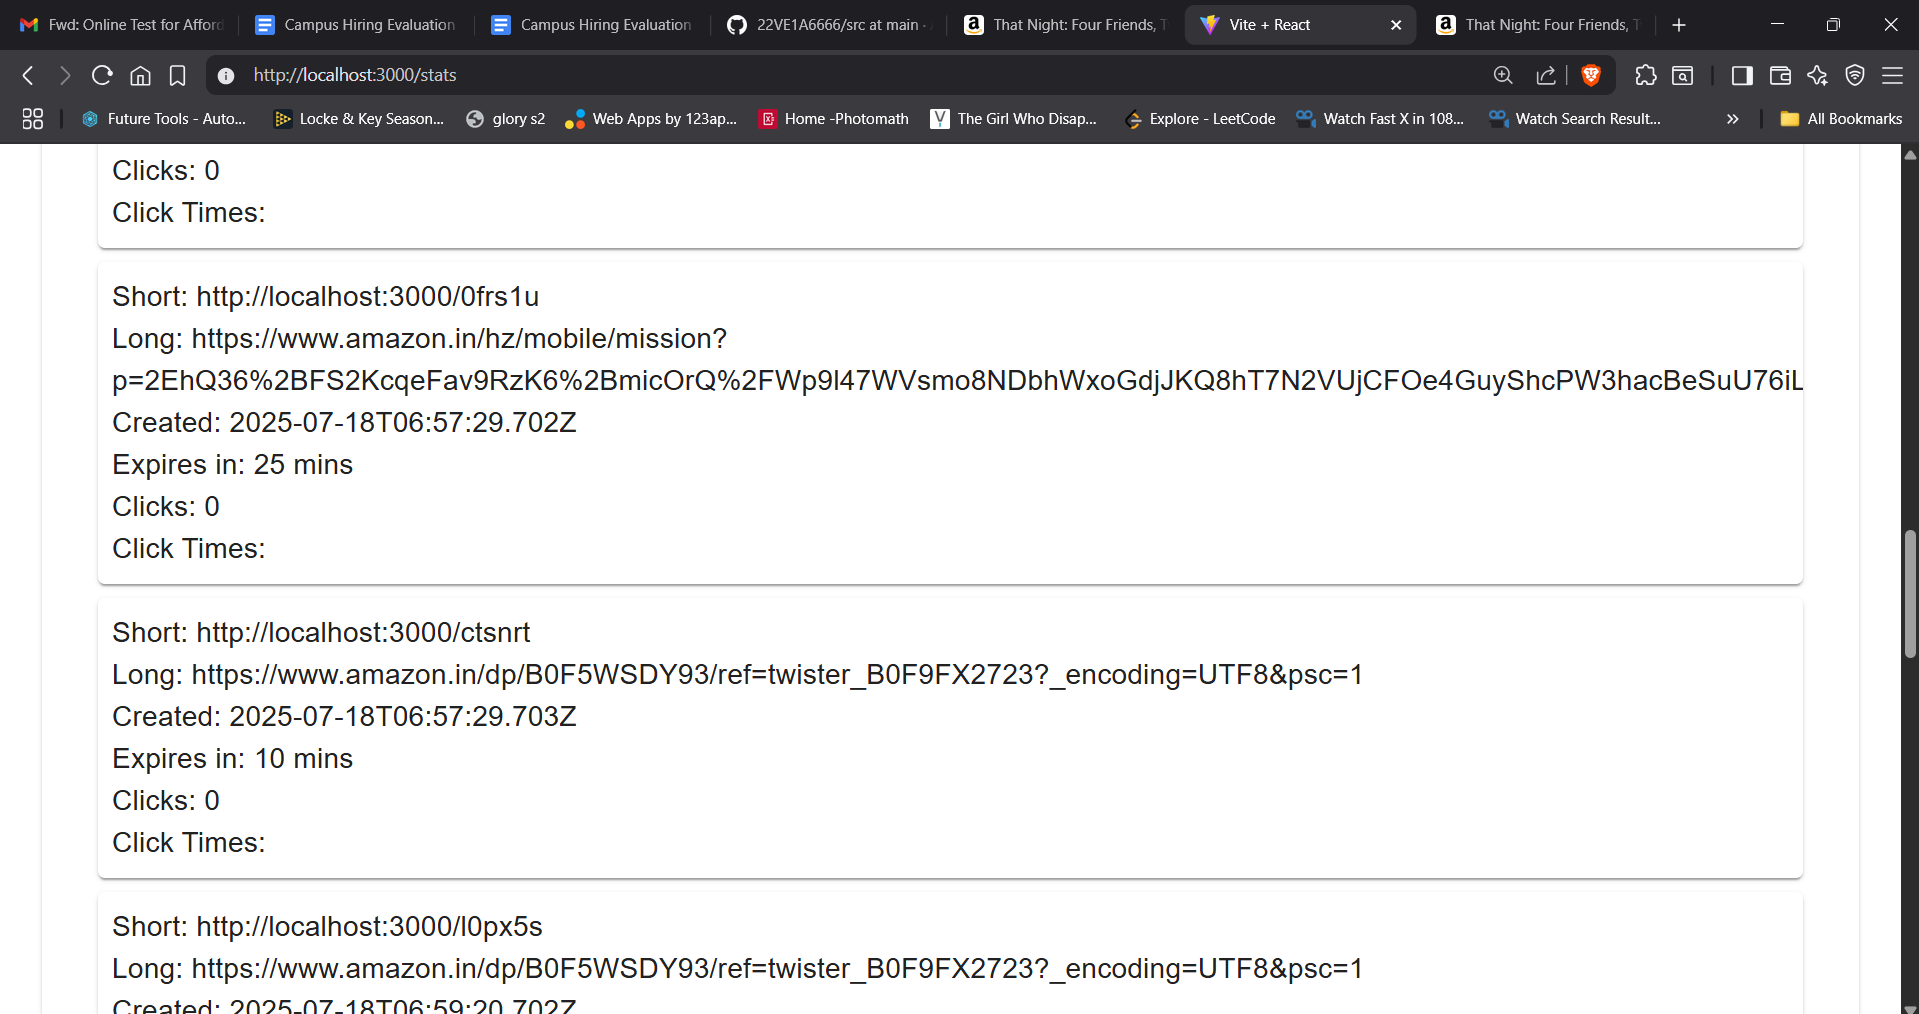 Fwd: Online Test for Afford
Campus Hiring Evaluation
Campus Hiring Evaluation
22VE1A6666/src at main ·
That Night: Four Friends, T
Vite + React
That Night: Four Friends, T
http://localhost:3000/stats
Future Tools - Auto...
Locke & Key Season...
glory s2
Web Apps by 123ap...
Home -Photomath
The Girl Who Disap...
Explore - LeetCode
Watch Fast X in 108...
Watch Search Result...
All Bookmarks
Clicks: 0
Click Times:
Short: http://localhost:3000/0frs1u
Long: https://www.amazon.in/hz/mobile/mission?
p=2EhQ36%2BFS2KcqeFav9RzK6%2BmicOrQ%2FWp9l47WVsmo8NDbhWxoGdjJKQ8hT7N2VUjCFOe4GuyShcPW3hacBeSuU76iL
Created: 2025-07-18T06:57:29.702Z
Expires in: 25 mins
Clicks: 0
Click Times:
Short: http://localhost:3000/ctsnrt
Long: https://www.amazon.in/dp/B0F5WSDY93/ref=twister_B0F9FX2723?_encoding=UTF8&psc=1
Created: 2025-07-18T06:57:29.703Z
Expires in: 10 mins
Clicks: 0
Click Times:
Short: http://localhost:3000/l0px5s
Long: https://www.amazon.in/dp/B0F5WSDY93/ref=twister_B0F9FX2723?_encoding=UTF8&psc=1
Created: 2025-07-18T06:59:20.702Z